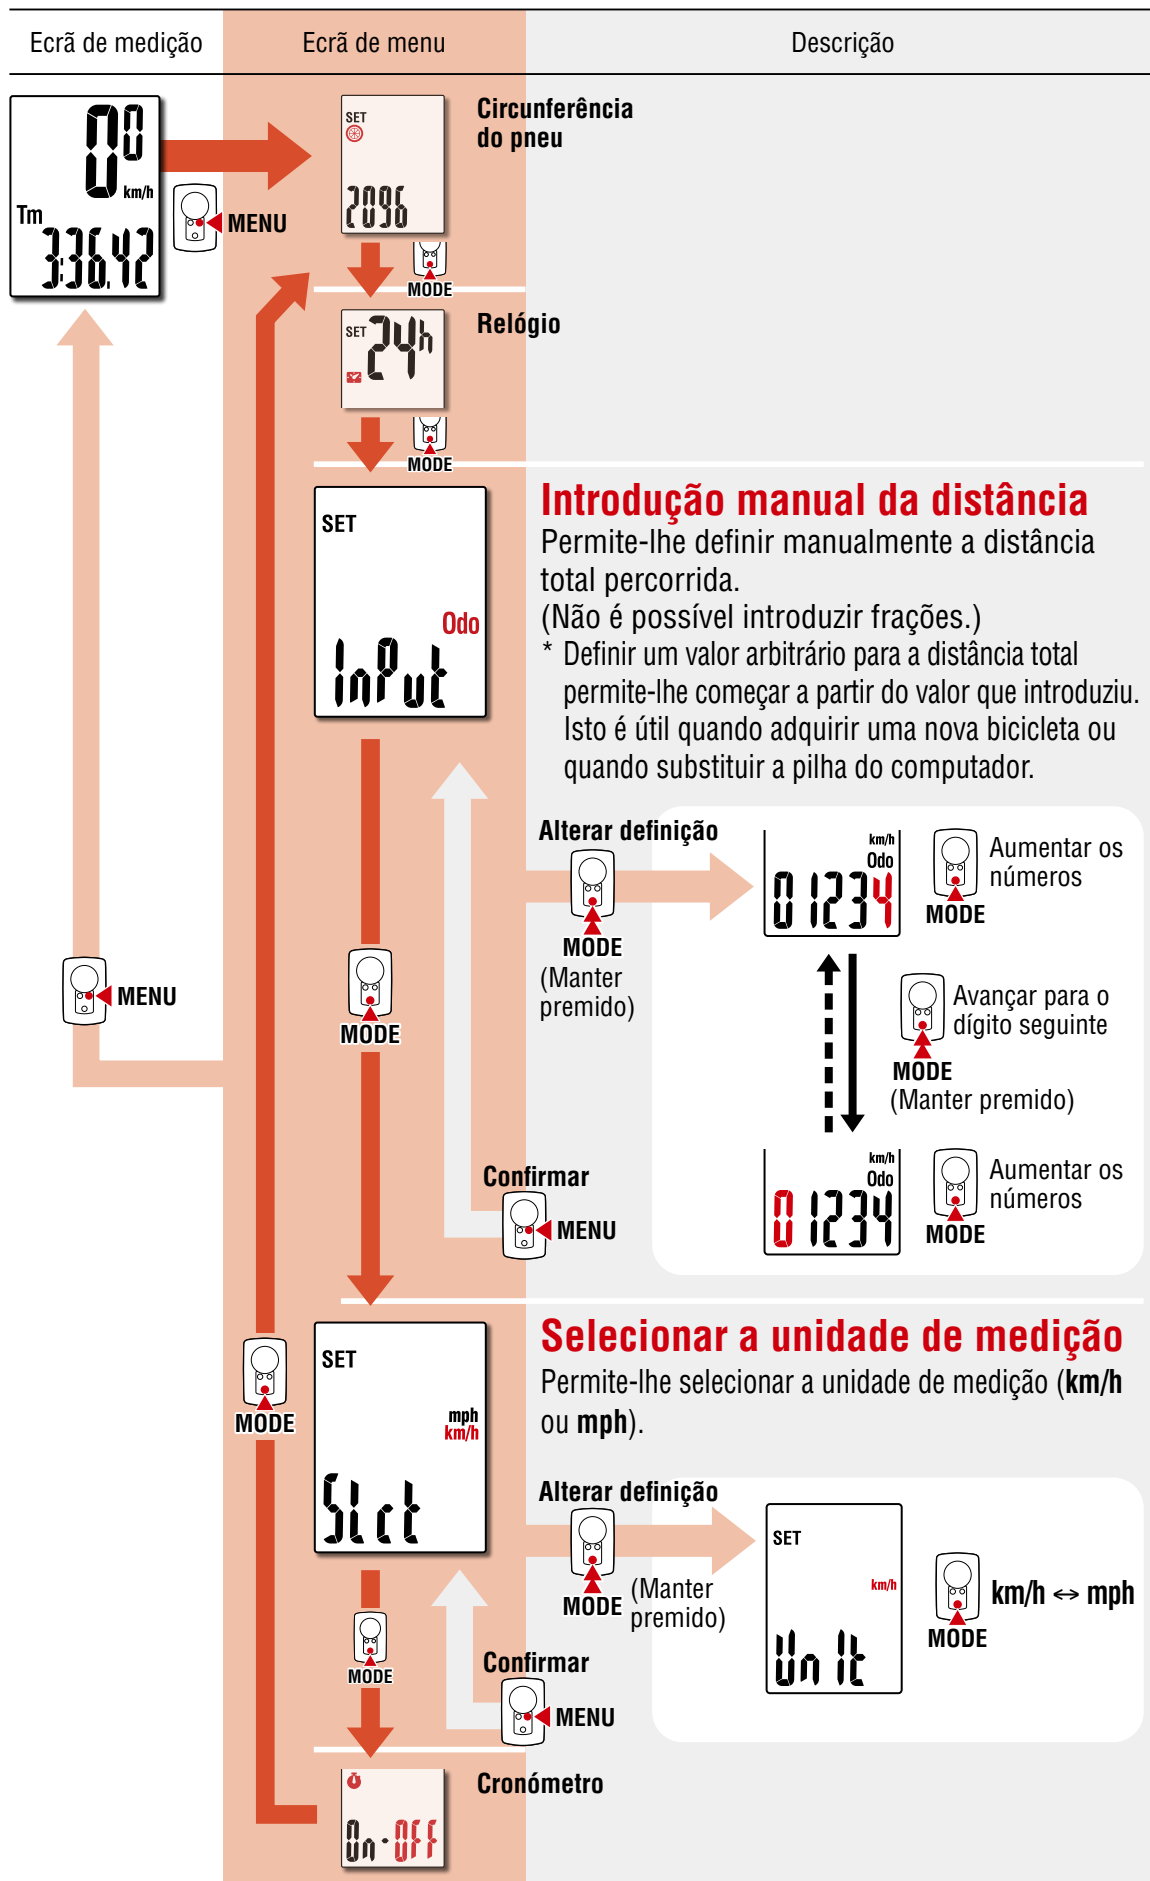 Ecrã de medição
Ecrã de menu
Descrição
0.0
km/h
Tm
3:36.42
MENU
SET
2096
Circunferência
do pneu
MODE
SET
24h
Relógio
MODE
SET
Odo
InPut
Introdução manual da distância
Permite-lhe definir manualmente a distância
total percorrida.
(Não é possível introduzir frações.)
* Definir um valor arbitrário para a distância total
permite-lhe começar a partir do valor que introduziu.
Isto é útil quando adquirir uma nova bicicleta ou
quando substituir a pilha do computador.
Alterar definição
MODE
(Manter
premido)
km/h
Odo
01234
MODE
Aumentar os
números
MENU
MODE
Avançar para o
dígito seguinte
MODE
(Manter premido)
km/h
Odo
01234
MODE
Aumentar os
números
Confirmar
MENU
SET
mph
km/h
Slct
MODE
Selecionar a unidade de medição
Permite-lhe selecionar a unidade de medição (km/h
ou mph).
Alterar definição
MODE
(Manter
premido)
SET
km/h
UnIt
MODE
km/h ↔ mph
MODE
Confirmar
MENU
On-OFF
Cronómetro